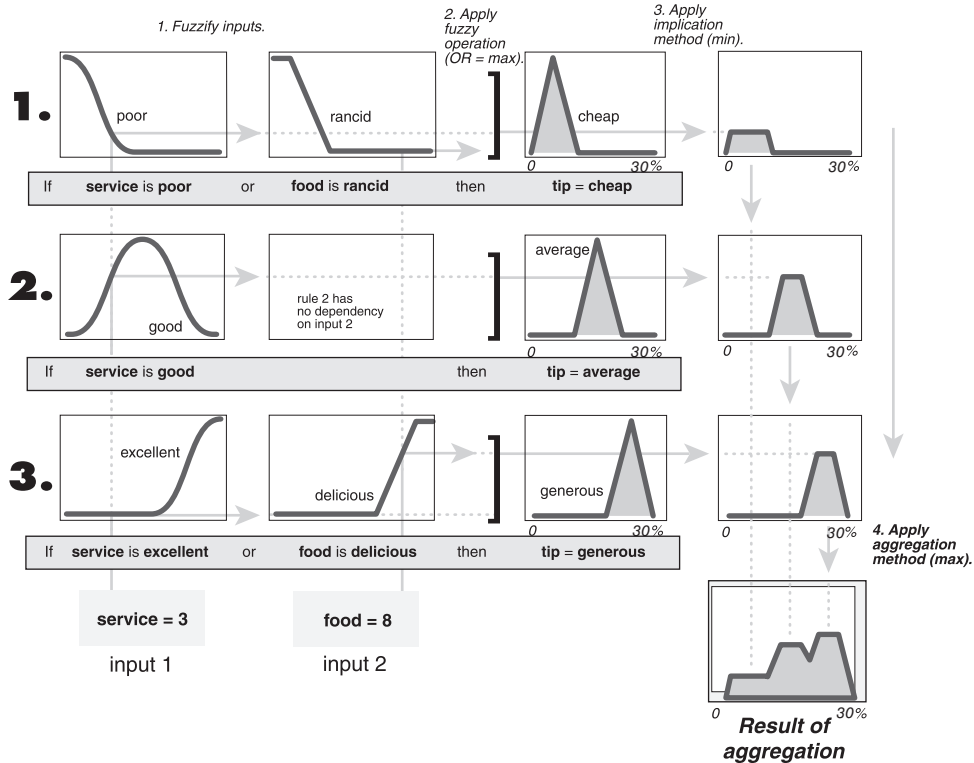 1. Fuzzify inputs.
2. Apply
fuzzy
operation
(OR = max).
3. Apply
implication
method (min).
1.
poor
rancid
cheap
0 30%
0 30%
If service is poor or food is rancid then tip = cheap
2.
good
rule 2 has
no dependency
on input 2
average
0 30%
0 30%
If service is good then tip = average
3.
excellent
delicious
generous
0 30%
0 30%
If service is excellent or food is delicious then tip = generous
4. Apply
aggregation
method (max).
service = 3
food = 8
input 1
input 2
0 30%
Result of
aggregation